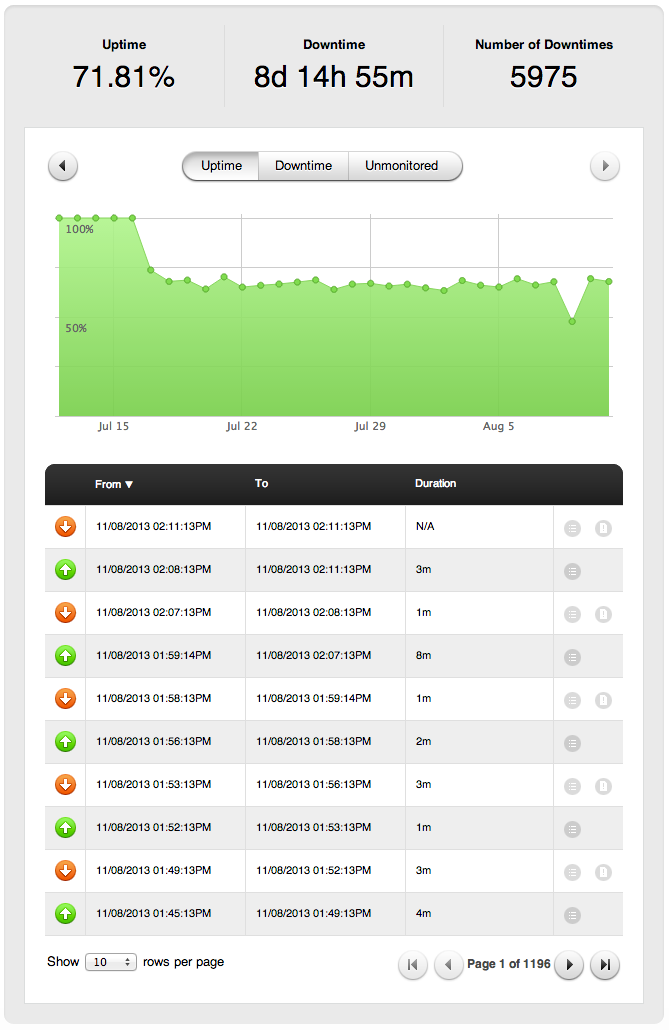 Uptime Downtime Number of Downtimes
71.81% 8d 14h 55m 5975
Uptime Downtime Unmonitored
100%
50%
Jul 15 Jul 22 Jul 29 Aug 5
From ▼ To Duration
11/08/2013 02:11:13PM 11/08/2013 02:11:13PM N/A
11/08/2013 02:08:13PM 11/08/2013 02:11:13PM 3m
11/08/2013 02:07:13PM 11/08/2013 02:08:13PM 1m
11/08/2013 01:59:14PM 11/08/2013 02:07:13PM 8m
11/08/2013 01:58:13PM 11/08/2013 01:59:14PM 1m
11/08/2013 01:56:13PM 11/08/2013 01:58:13PM 2m
11/08/2013 01:53:13PM 11/08/2013 01:56:13PM 3m
11/08/2013 01:52:13PM 11/08/2013 01:53:13PM 1m
11/08/2013 01:49:13PM 11/08/2013 01:52:13PM 3m
11/08/2013 01:45:13PM 11/08/2013 01:49:13PM 4m
Show 10 rows per page Page 1 of 1196